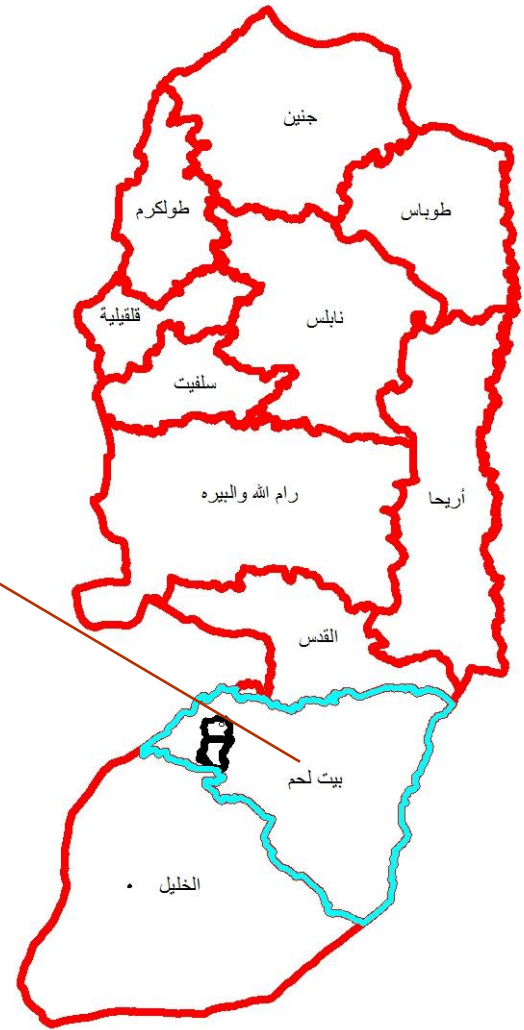 جنين
طوباس
طولكرم
قلقيلية
نابلس
سلفيت
رام الله والبيره
أريحا
القدس
بيت لحم
الخليل